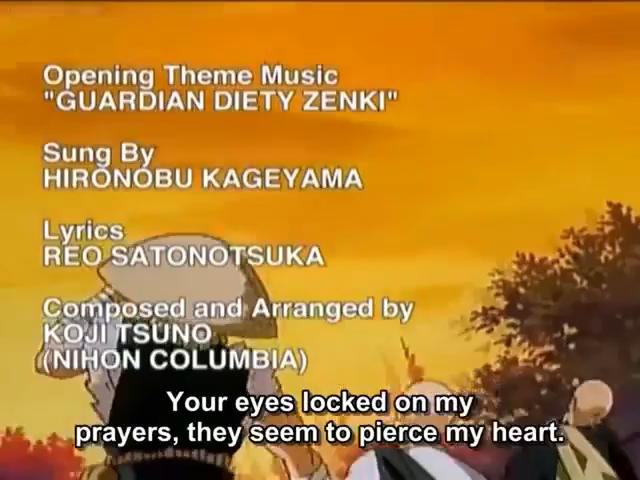 Opening Theme Music
"GUARDIAN DIETY ZENKI"
Sung By
HIRONOBU KAGEYAMA
Lyrics
REO SATONOTSUKA
Composed and Arranged by
KOJI TSUNO
(NIHON COLUMBIA)
Your eyes locked on my
prayers, they seem to pierce my heart.